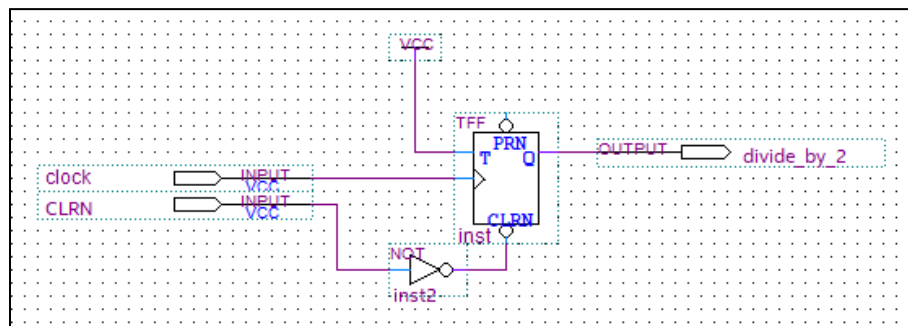 VCC
TFF
PRN
T Q
OUTPUT
divide_by_2
clock
INPUT
VCC
CLRN
INPUT
VCC
CLRN
inst
NOT
inst2